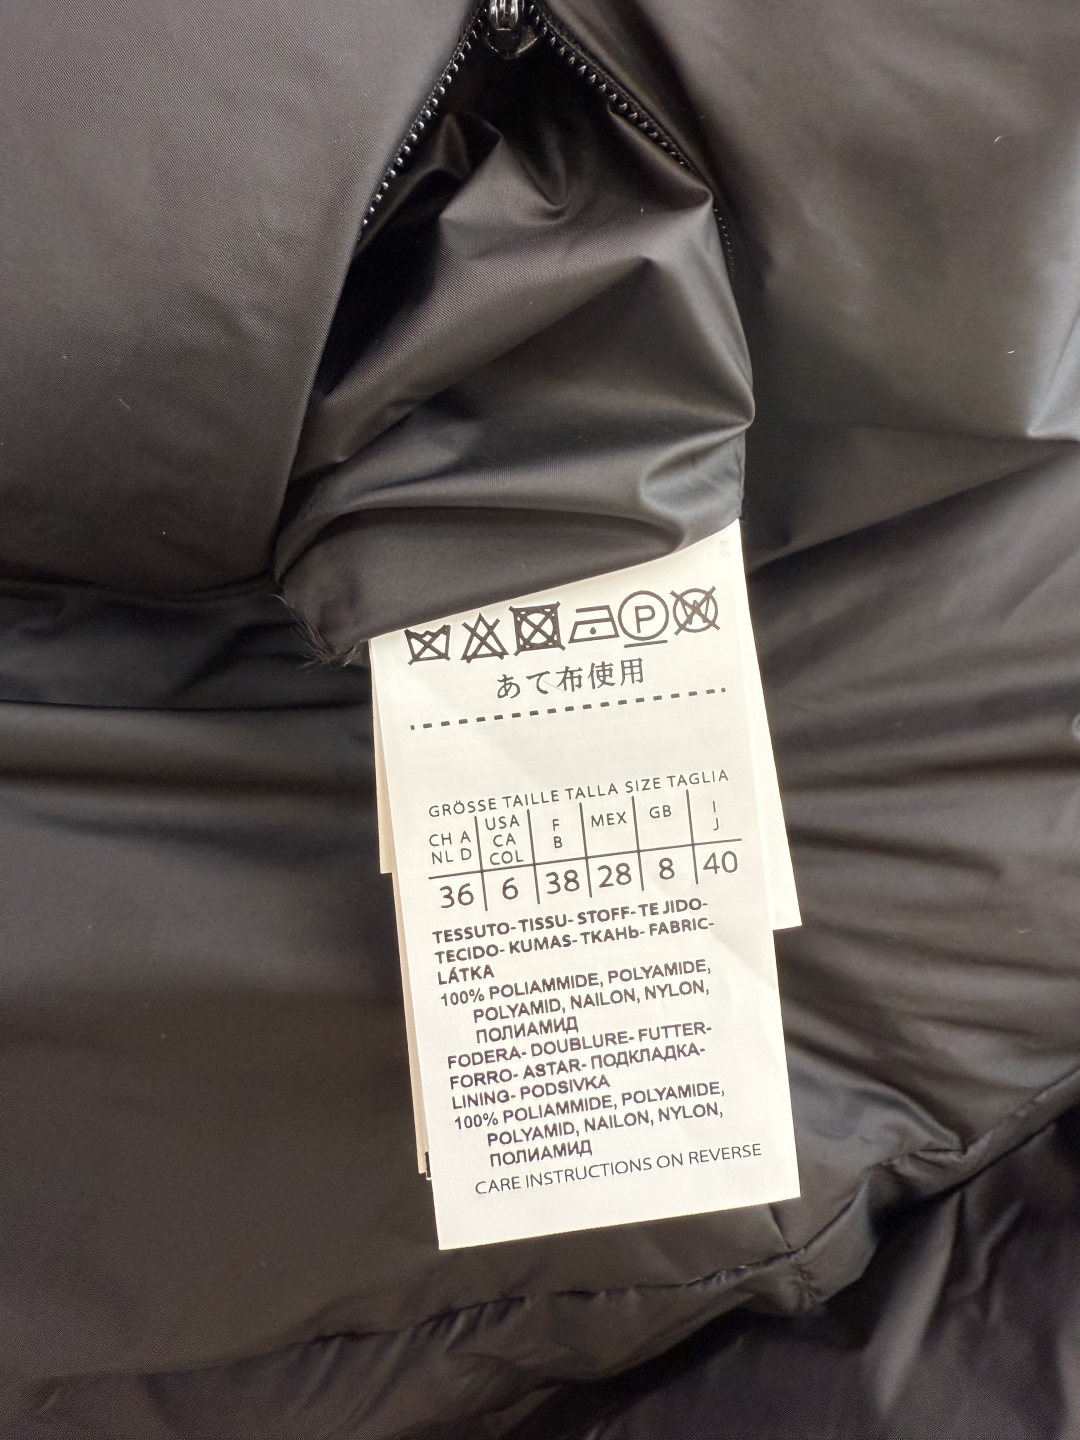 P W
あて布使用
GRÖSSE TAILLE TALLA SIZE TAGLIA
CH A NL D USA CA COL F B MEX GB I J
36 6 38 28 8 40
TESSUTO- TISSU- STOFF- TE JIDO-
TECIDO- KUMAS- ТКАНЬ- FABRIC-
LÁTKA
100% POLIAMMIDE, POLYAMIDE,
POLYAMID, NAILON, NYLON,
ПОЛИАМИД
FODERA- DOUBLURE- FUTTER-
FORRO- ASTAR- ПОДКЛАДКА-
LINING- PODSIVKA
100% POLIAMMIDE, POLYAMIDE,
POLYAMID, NAILON, NYLON,
ПОЛИАМИД
CARE INSTRUCTIONS ON REVERSE